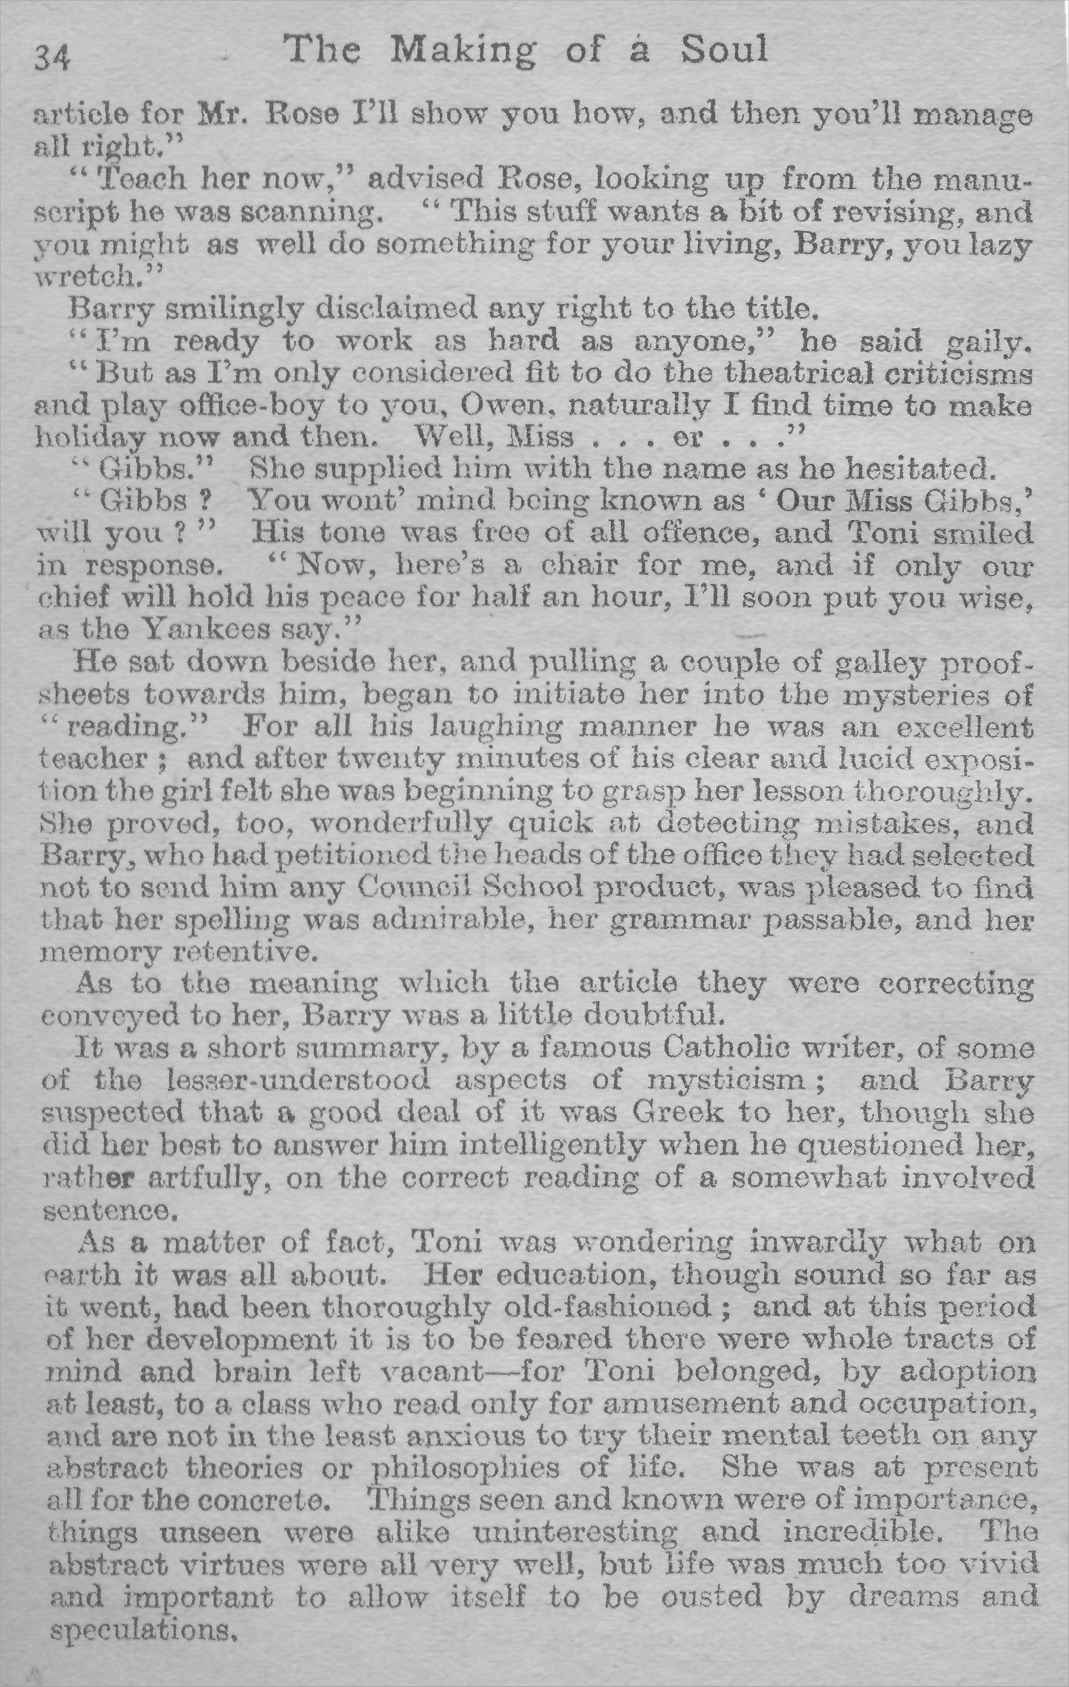 34 The Making of a Soul
article for Mr. Rose I'll show you how, and then you'll manage
all right."
"Teach her now," advised Rose, looking up from the manu-
script he was scanning. "This stuff wants a bit of revising, and
you might as well do something for your living, Barry, you lazy
wretch."
Barry smilingly disclaimed any right to the title.
"I'm ready to work as hard as anyone," he said gaily.
"But as I'm only considered fit to do the theatrical criticisms
and play office-boy to you, Owen, naturally I find time to make
holiday now and then. Well, Miss . . . er . . ."
"Gibbs." She supplied him with the name as he hesitated.
"Gibbs ? You wont' mind being known as ' Our Miss Gibbs,'
will you ? " His tone was free of all offence, and Toni smiled
in response. "Now, here's a chair for me, and if only our
chief will hold his peace for half an hour, I'll soon put you wise,
as the Yankees say."
He sat down beside her, and pulling a couple of galley proof-
sheets towards him, began to initiate her into the mysteries of
"reading." For all his laughing manner he was an excellent
teacher ; and after twenty minutes of his clear and lucid exposi-
tion the girl felt she was beginning to grasp her lesson thoroughly.
She proved, too, wonderfully quick at detecting mistakes, and
Barry, who had petitioned the heads of the office they had selected
not to send him any Council School product, was pleased to find
that her spelling was admirable, her grammar passable, and her
memory retentive.
As to the meaning which the article they were correcting
conveyed to her, Barry was a little doubtful.
It was a short summary, by a famous Catholic writer, of some
of the lesser-understood aspects of mysticism ; and Barry
suspected that a good deal of it was Greek to her, though she
did her best to answer him intelligently when he questioned her,
rather artfully, on the correct reading of a somewhat involved
sentence.
As a matter of fact, Toni was wondering inwardly what on
earth it was all about. Her education, though sound so far as
it went, had been thoroughly old-fashioned ; and at this period
of her development it is to be feared there were whole tracts of
mind and brain left vacant—for Toni belonged, by adoption
at least, to a class who read only for amusement and occupation,
and are not in the least anxious to try their mental teeth on any
abstract theories or philosophies of life. She was at present
all for the concrete. Things seen and known were of importance,
things unseen were alike uninteresting and incredible. The
abstract virtues were all very well, but life was much too vivid
and important to allow itself to be ousted by dreams and
speculations.